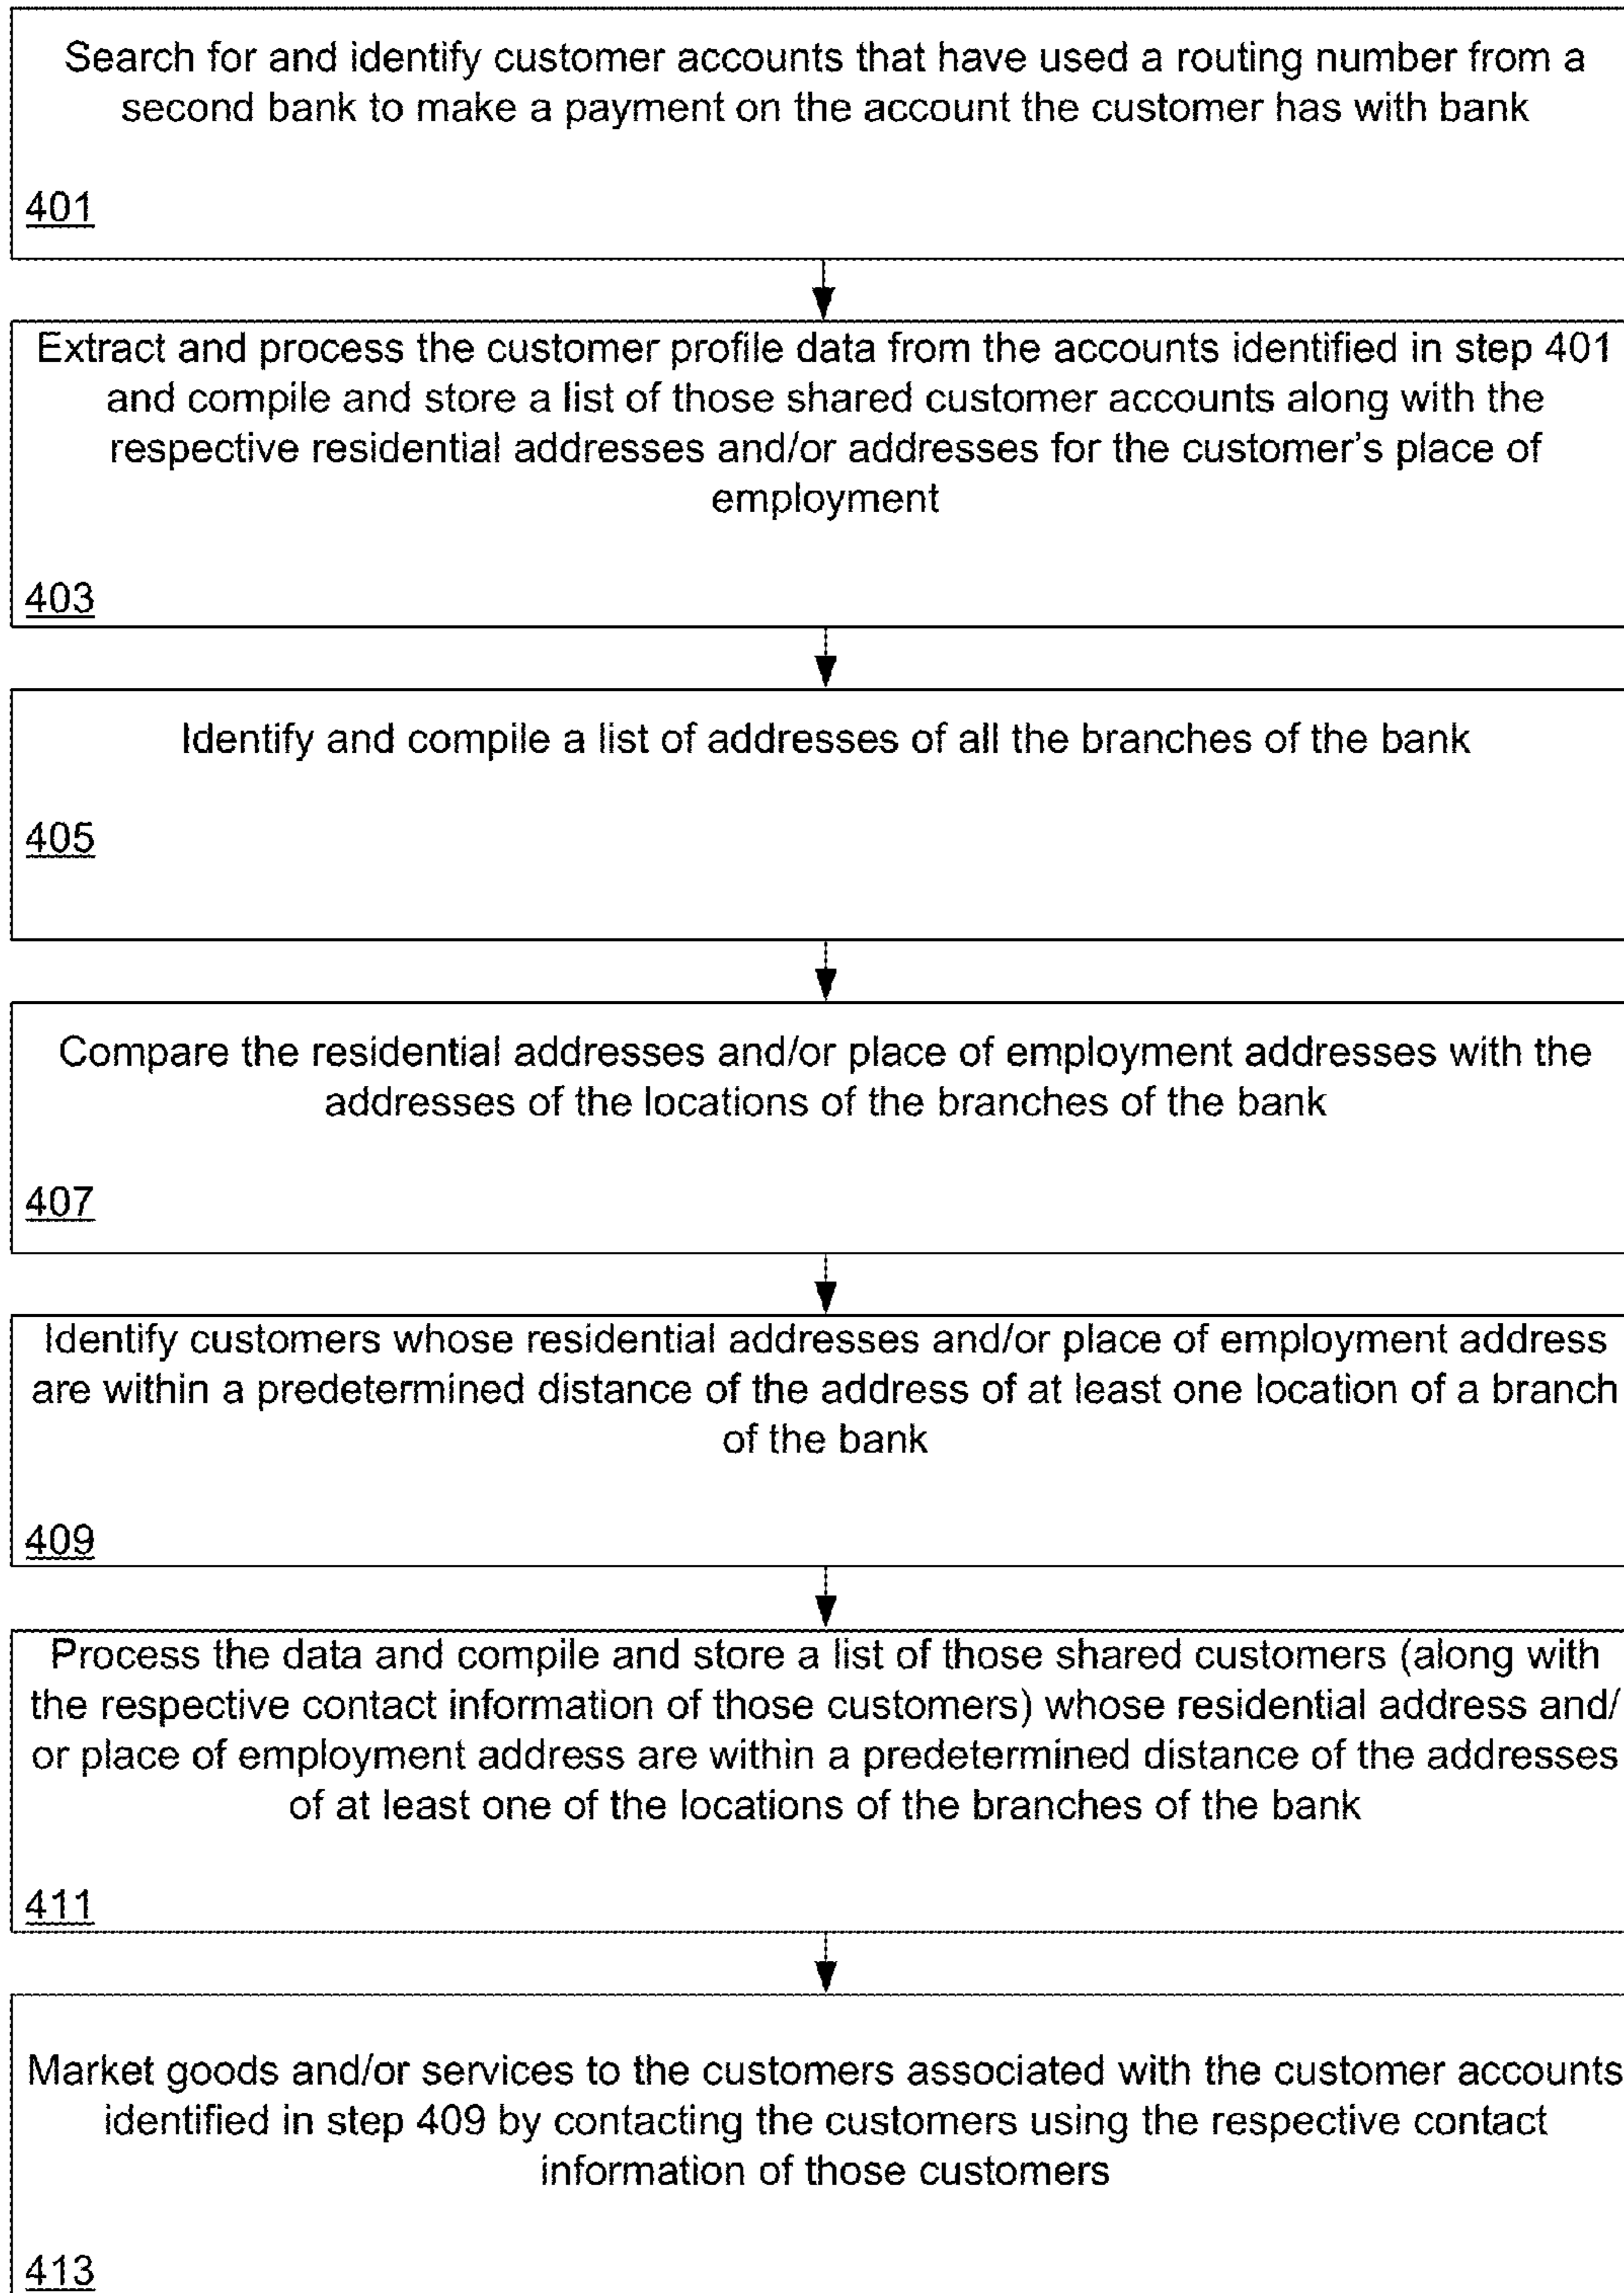 Search for and identify customer accounts that have used a routing number from a
second bank to make a payment on the account the customer has with bank
401
Extract and process the customer profile data from the accounts identified in step 401
and compile and store a list of those shared customer accounts along with the
respective residential addresses and/or addresses for the customer's place of
employment
403
Identify and compile a list of addresses of all the branches of the bank
405
Compare the residential addresses and/or place of employment addresses with the
addresses of the locations of the branches of the bank
407
Identify customers whose residential addresses and/or place of employment address
are within a predetermined distance of the address of at least one location of a branch
of the bank
409
Process the data and compile and store a list of those shared customers (along with
the respective contact information of those customers) whose residential address and/
or place of employment address are within a predetermined distance of the addresses
of at least one of the locations of the branches of the bank
411
Market goods and/or services to the customers associated with the customer accounts
identified in step 409 by contacting the customers using the respective contact
information of those customers
413